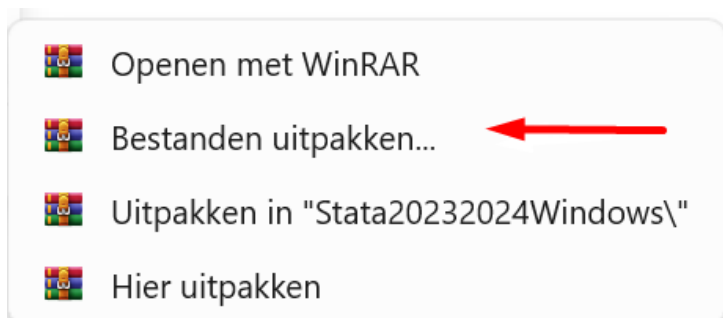 Openen met WinRAR
Bestanden uitpakken...
Uitpakken in "Stata20232024Windows\"
Hier uitpakken